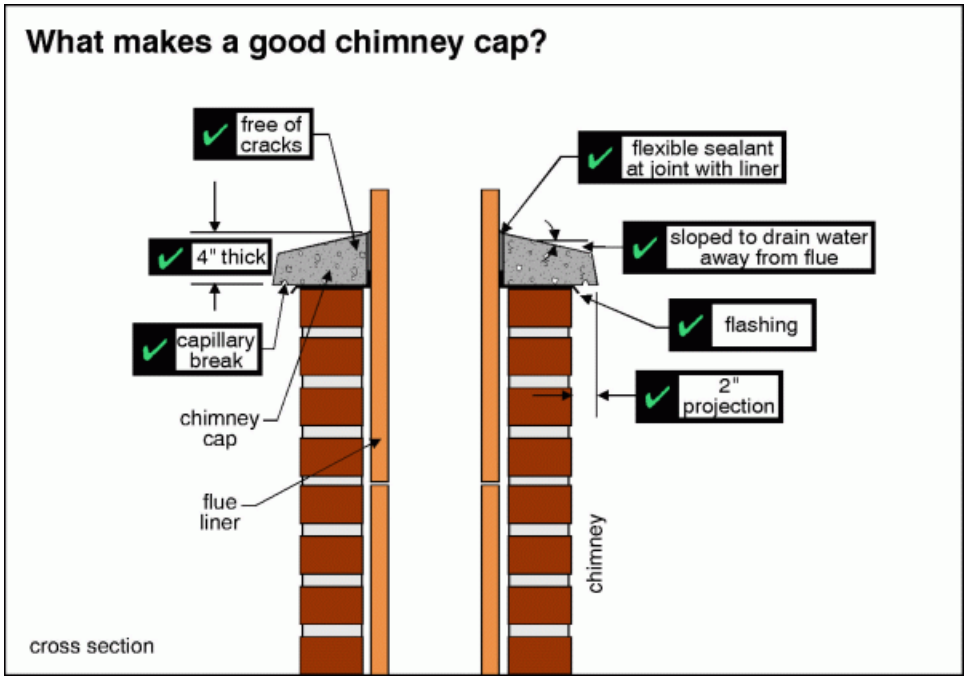 What makes a good chimney cap?
free of
cracks
flexible sealant
at joint with liner
4" thick
sloped to drain water
away from flue
capillary
break
flashing
2"
projection
chimney
cap
flue
liner
chimney
cross section